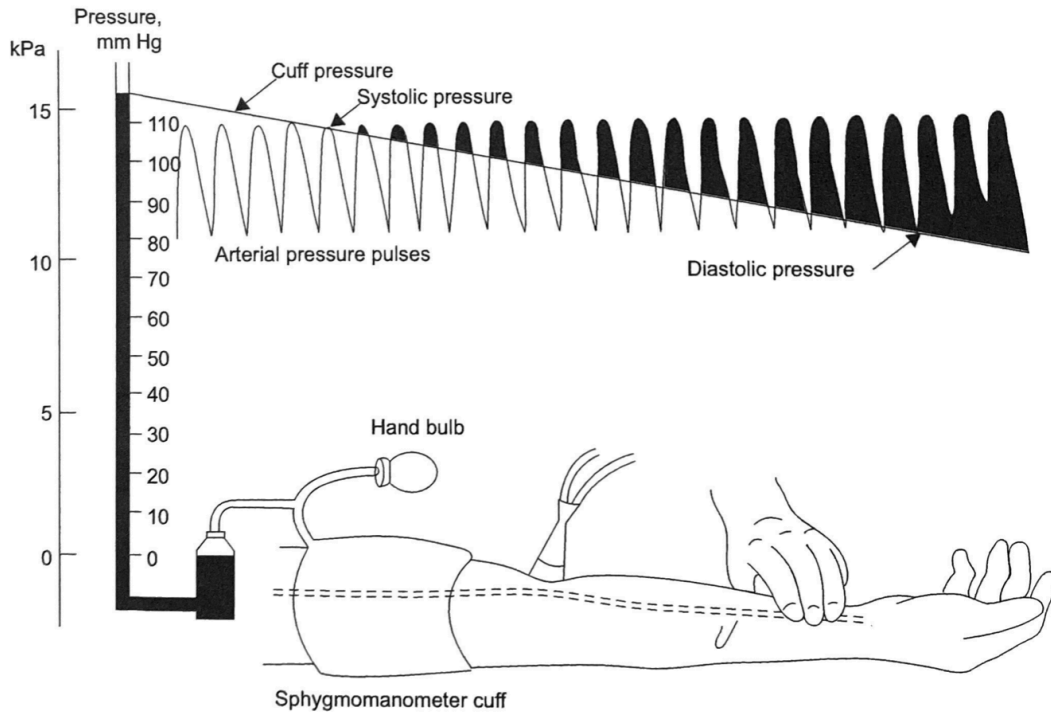 Pressure,
mm Hg
kPa
Cuff pressure
Systolic pressure
15
110
100
90
80
Arterial pressure pulses
Diastolic pressure
10
70
60
50
40
5
30
20
10
0
0
Hand bulb
Sphygmomanometer cuff